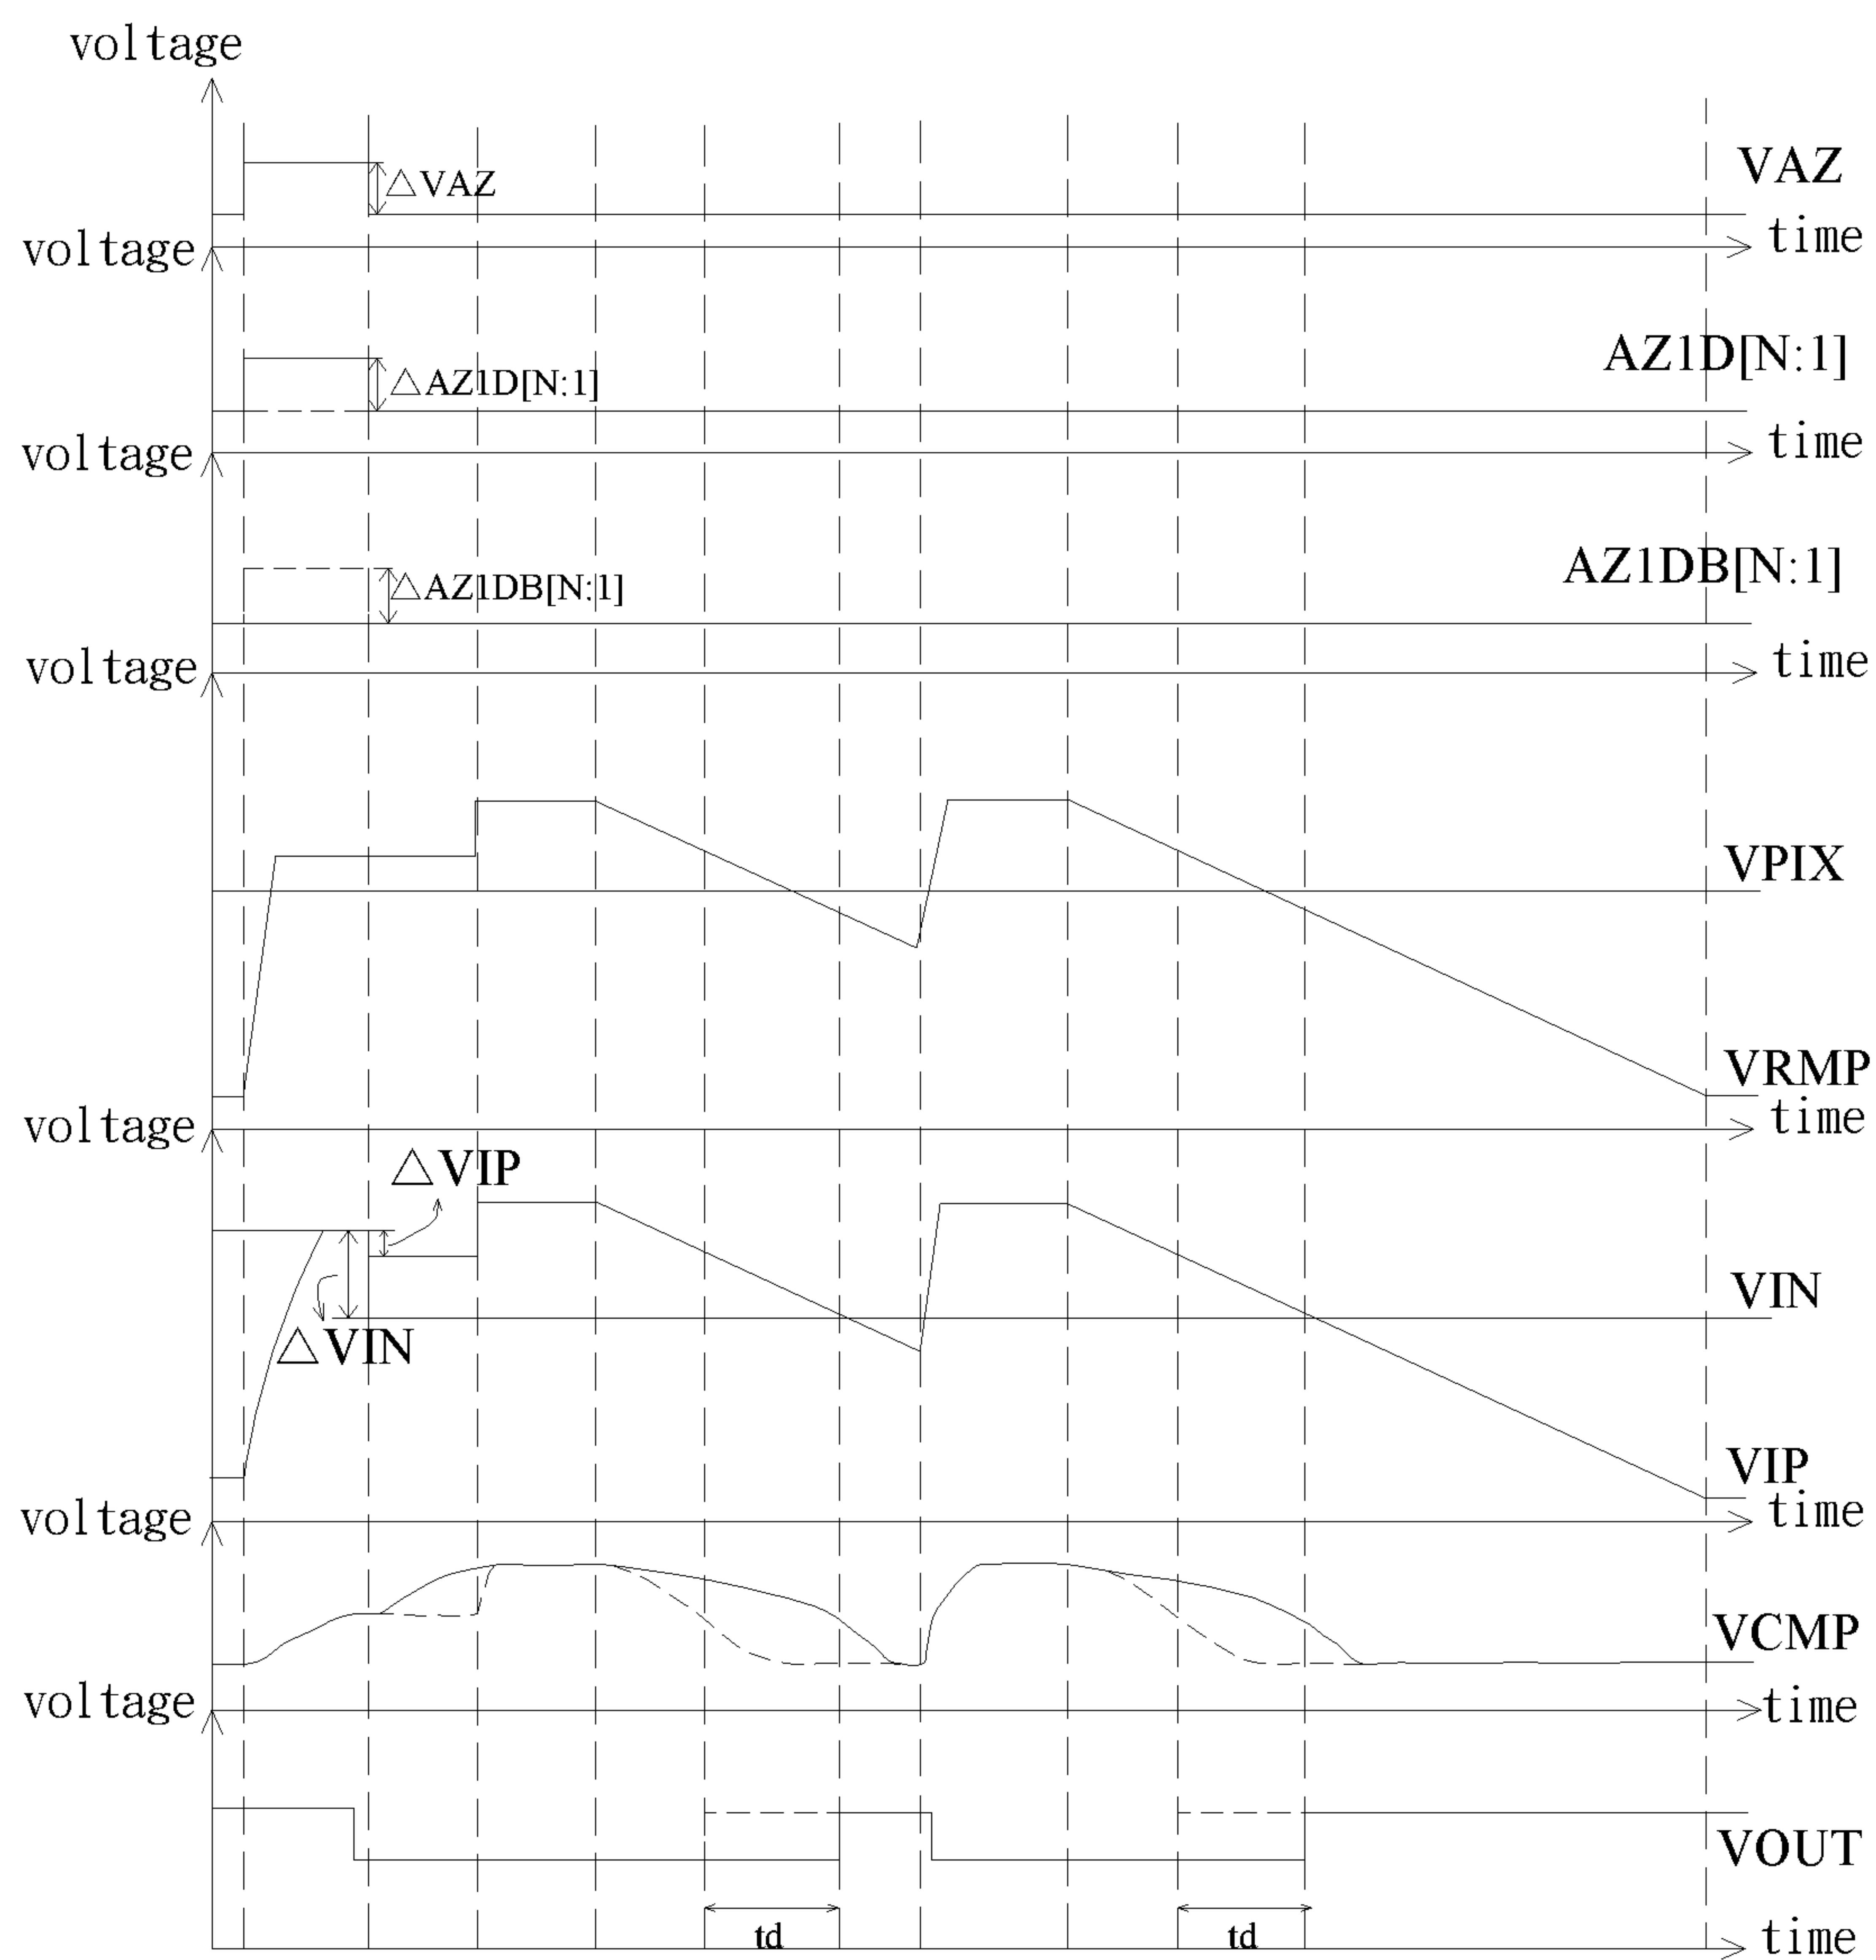 voltage
VAZ
△VAZ
time
voltage
AZ1D[N:1]
△AZ1D[N:1]
time
voltage
AZ1DB[N:1]
△AZ1DB[N:1]
time
voltage
VPIX
VRMP
time
voltage
△VIP
VIN
△VIN
VIP
time
voltage
VCMP
time
voltage
VOUT
td
td
time